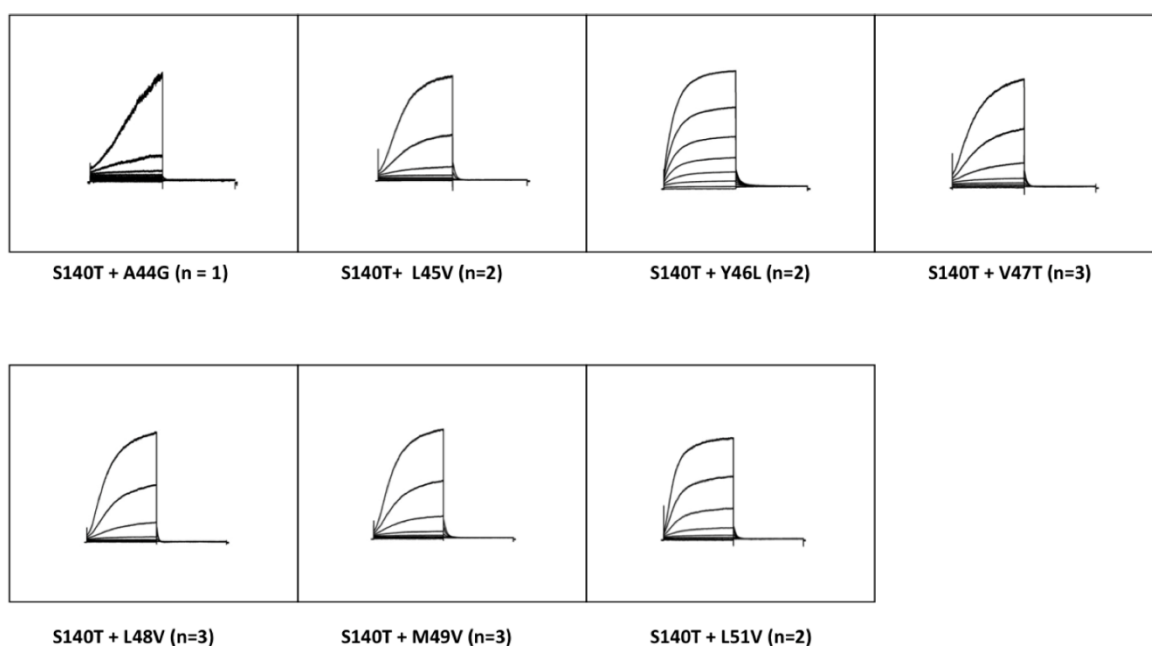 S140T + A44G (n = 1)
S140T+ L45V (n=2)
S140T + Y46L (n=2)
S140T + V47T (n=3)
S140T + L48V (n=3)
S140T + M49V (n=3)
S140T + L51V (n=2)